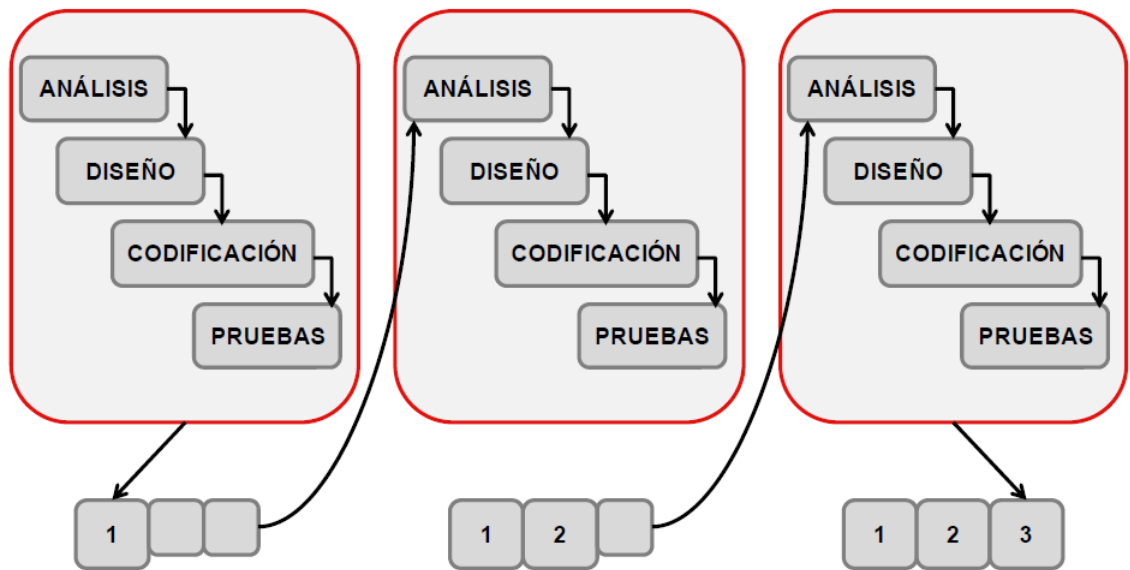 ANÁLISIS
DISEÑO
CODIFICACIÓN
PRUEBAS
1
ANÁLISIS
DISEÑO
CODIFICACIÓN
PRUEBAS
1 2
ANÁLISIS
DISEÑO
CODIFICACIÓN
PRUEBAS
1 2 3